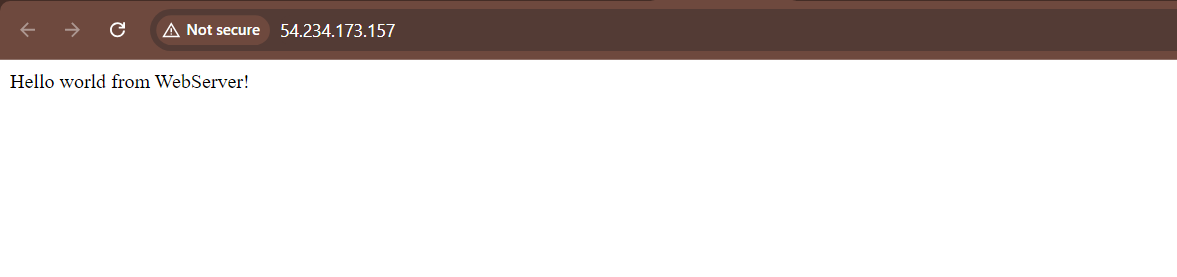 Not secure 54.234.173.157
Hello world from WebServer!